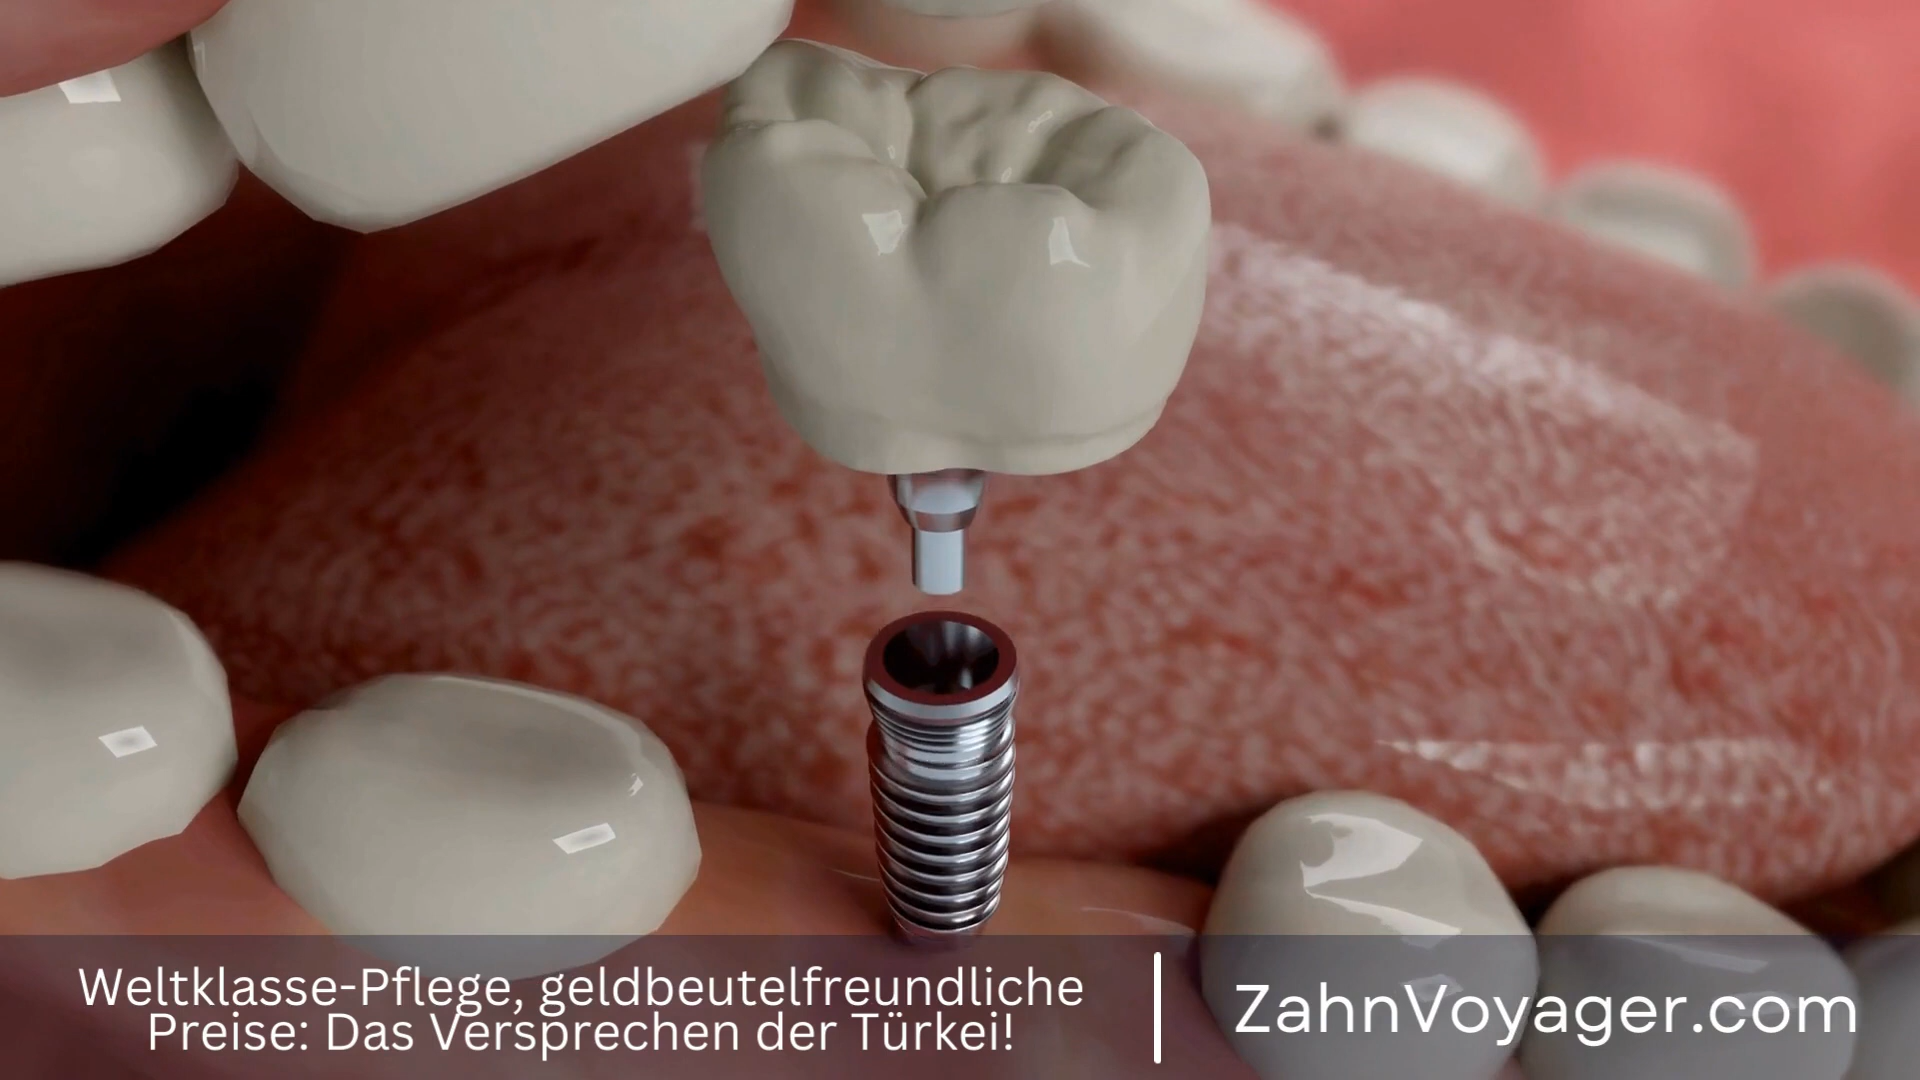 Weltklasse-Pflege, geldbeutelfreundliche
Preise: Das Versprechen der Türkei!
ZahnVoyager.com